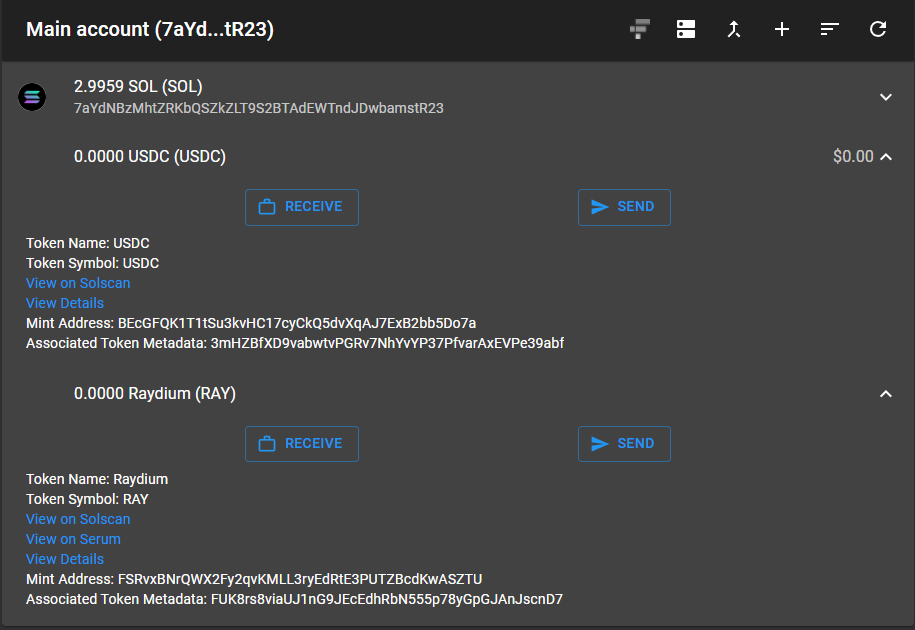 Main account (7aYd...tR23)
2.9959 SOL (SOL)
7aYdNBzMhtZRKbQSZkZLT9S2BTAdEWTndJDwbamstR23
0.0000 USDC (USDC) $0.00
RECEIVE SEND
Token Name: USDC
Token Symbol: USDC
View on Solscan
View Details
Mint Address: BEcGFQK1T1tSu3kvHC17cyCkQ5dvXqAJ7ExB2bb5Do7a
Associated Token Metadata: 3mHZBfXD9vabwtvPGRv7NhYvYP37PfvarAxEVPe39abf
0.0000 Raydium (RAY)
RECEIVE SEND
Token Name: Raydium
Token Symbol: RAY
View on Solscan
View on Serum
View Details
Mint Address: FSRvxBNrQWX2Fy2qvKMLL3ryEdRtE3PUTZBcdKwASZTU
Associated Token Metadata: FUK8rs8viaUJ1nG9JEcEdhRbN555p78yGpGJAnJscnD7